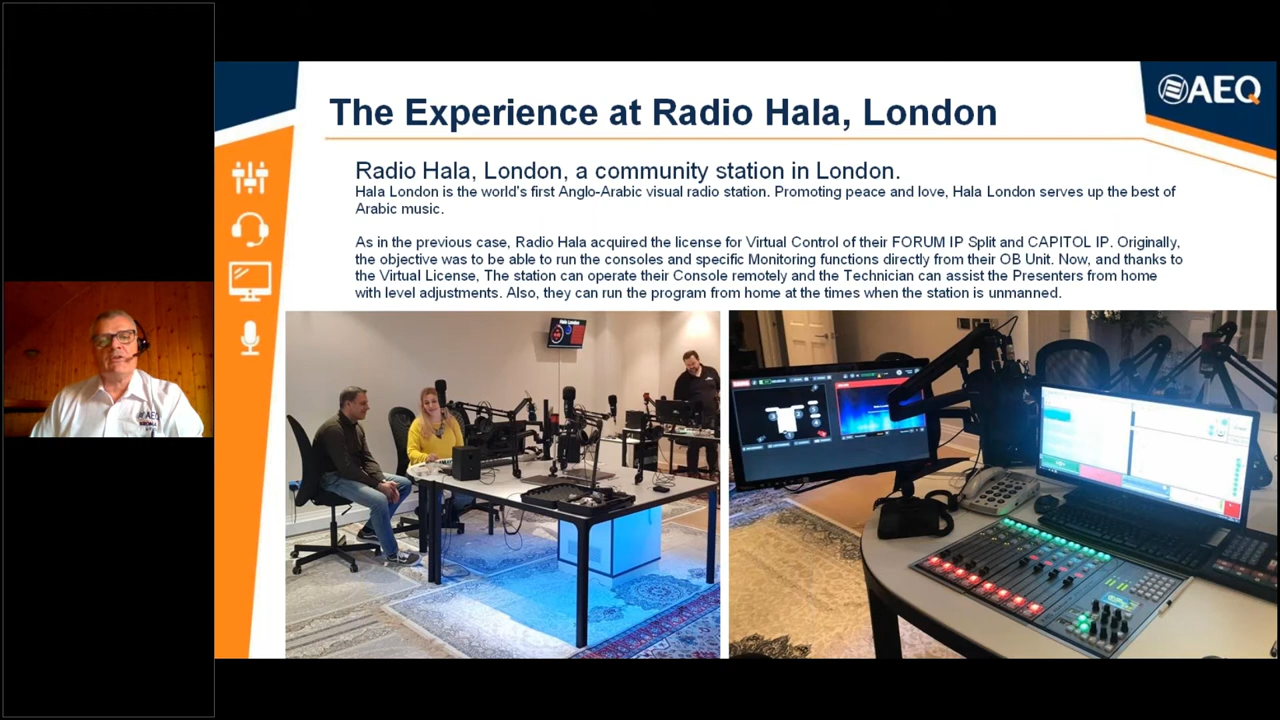 The Experience at Radio Hala, London
AEQ
Radio Hala, London, a community station in London.
Hala London is the world's first Anglo-Arabic visual radio station. Promoting peace and love, Hala London serves up the best of
Arabic music.
As in the previous case, Radio Hala acquired the license for Virtual Control of their FORUM IP Split and CAPITOL IP. Originally,
the objective was to be able to run the consoles and specific Monitoring functions directly from their OB Unit. Now, and thanks to
the Virtual License, The station can operate their Console remotely and the Technician can assist the Presenters from home
with level adjustments. Also, they can run the program from home at the times when the station is unmanned.
Hala London
AEQ